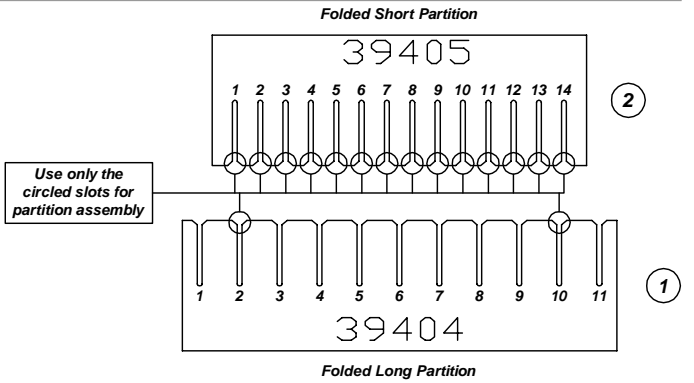 Folded Short Partition
39405
1 2 3 4 5 6 7 8 9 10 11 12 13 14
2
Use only the
circled slots for
partition assembly
1 2 3 4 5 6 7 8 9 10 11
1
39404
Folded Long Partition